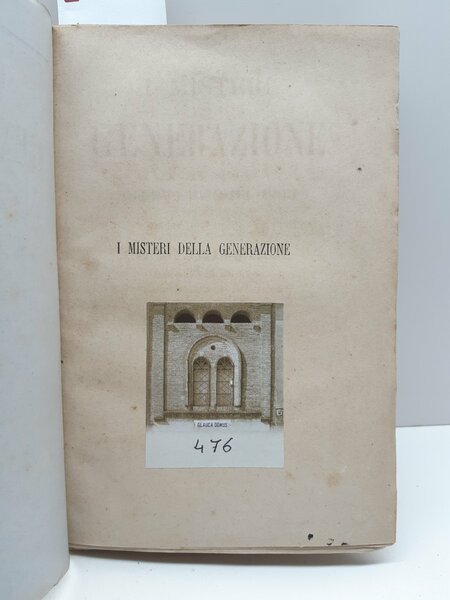 I MISTERI DELLA GENERAZIONE
GLAUCA DOMUS
476